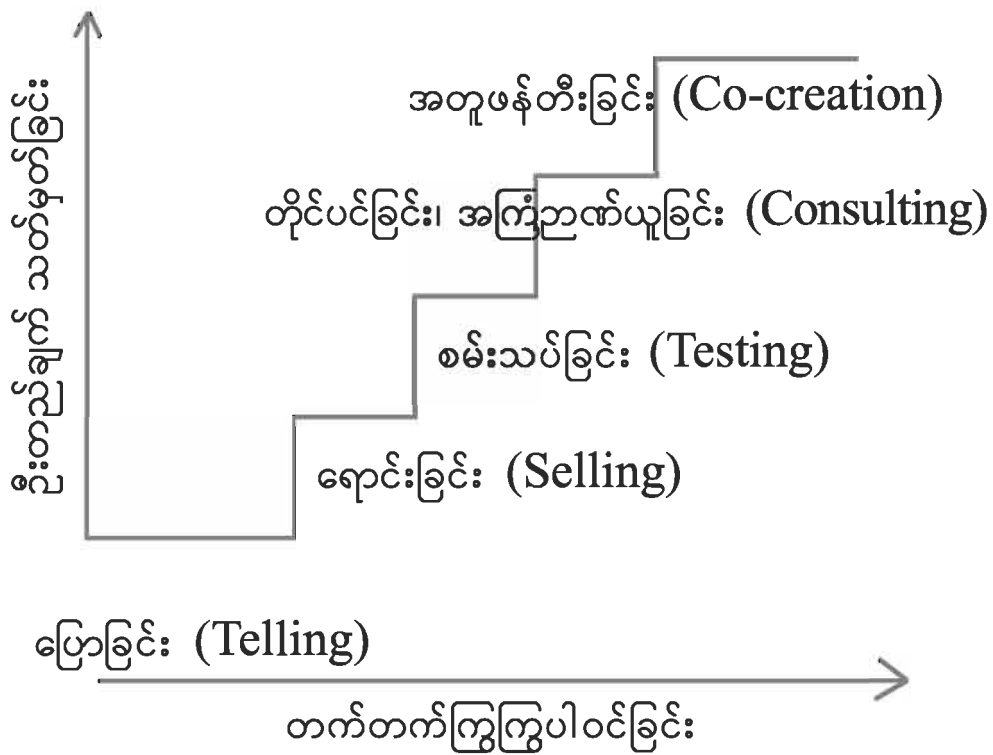 ဦးတည်ချက် သတ်မှတ်ခြင်း
အတူဖန်တီးခြင်း (Co-creation)
တိုင်ပင်ခြင်း၊ အကြံဉာဏ်ယူခြင်း (Consulting)
စမ်းသပ်ခြင်း (Testing)
ရောင်းခြင်း (Selling)
ပြောခြင်း (Telling)
တက်တက်ကြွကြွပါဝင်ခြင်း